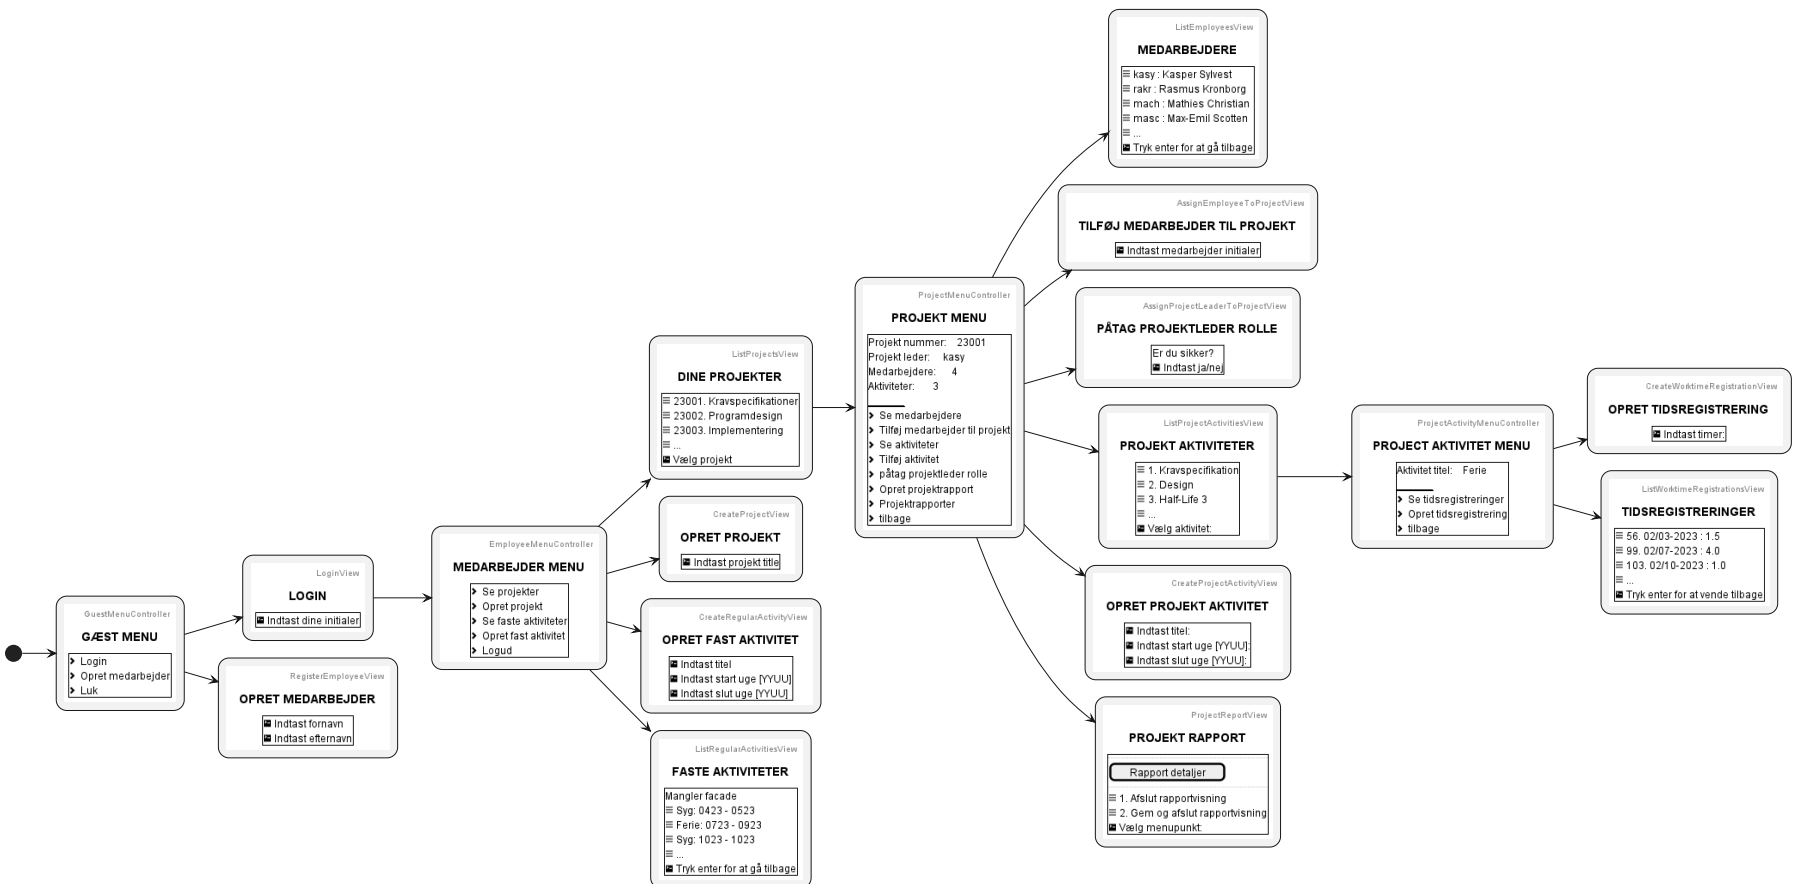 GuestMenuController
GÆST MENU
Login
Opret medarbejder
Luk
LoginView
LOGIN
Indtast dine initialer
RegisterEmployeeView
OPRET MEDARBEJDER
Indtast fornavn
Indtast efternavn
EmployeeMenuController
MEDARBEJDER MENU
Se projekter
Opret projekt
Se faste aktiviteter
Opret fast aktivitet
Logud
ListProjectsView
DINE PROJEKTER
23001. Kravspecifikationer
23002. Programdesign
23003. Implementering
...
Vælg projekt
CreateProjectView
OPRET PROJEKT
Indtast projekt title
CreateRegularActivityView
OPRET FAST AKTIVITET
Indtast titel
Indtast start uge [YYUU]
Indtast slut uge [YYUU]
ListRegularActivitiesView
FASTE AKTIVITETER
Mangler facade
Syg: 0423 - 0523
Ferie: 0723 - 0923
Syg: 1023 - 1023
...
Tryk enter for at gå tilbage
ProjectMenuController
PROJEKT MENU
Projekt nummer: 23001
Projekt leder: kasy
Medarbejdere: 4
Aktiviteter: 3
Se medarbejdere
Tilføj medarbejder til projekt
Se aktiviteter
Tilføj aktivitet
påtag projektleder rolle
Opret projektrapport
Projektrapporter
tilbage
ListEmployeesView
MEDARBEJDERE
kasy : Kasper Sylvest
rakr : Rasmus Kronborg
mach : Mathies Christian
masc : Max-Emil Scotten
...
Tryk enter for at gå tilbage
AssignEmployeeToProjectView
TILFØJ MEDARBEJDER TIL PROJEKT
Indtast medarbejder initialer
AssignProjectLeaderToProjectView
PÅTAG PROJEKTLEDER ROLLE
Er du sikker?
Indtast ja/nej
ListProjectActivitiesView
PROJEKT AKTIVITETER
1. Kravspecifikation
2. Design
3. Half-Life 3
...
Vælg aktivitet:
CreateProjectActivityView
OPRET PROJEKT AKTIVITET
Indtast titel:
Indtast start uge [YYUU]:
Indtast slut uge [YYUU]:
ProjectReportView
PROJEKT RAPPORT
Rapport detaljer
1. Afslut rapportvisning
2. Gem og afslut rapportvisning
Vælg menupunkt:
ProjectActivityMenuController
PROJECT AKTIVITET MENU
Aktivitet titel: Ferie
Se tidsregistreringer
Opret tidsregistrering
tilbage
CreateWorktimeRegistrationView
OPRET TIDSREGISTRERING
Indtast timer:
ListWorktimeRegistrationsView
TIDSREGISTRERINGER
56. 02/03-2023 : 1.5
99. 02/07-2023 : 4.0
103. 02/10-2023 : 1.0
...
Tryk enter for at vende tilbage